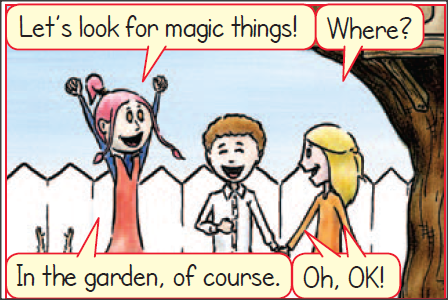 Let's look for magic things!
Where?
In the garden, of course.
Oh, OK!